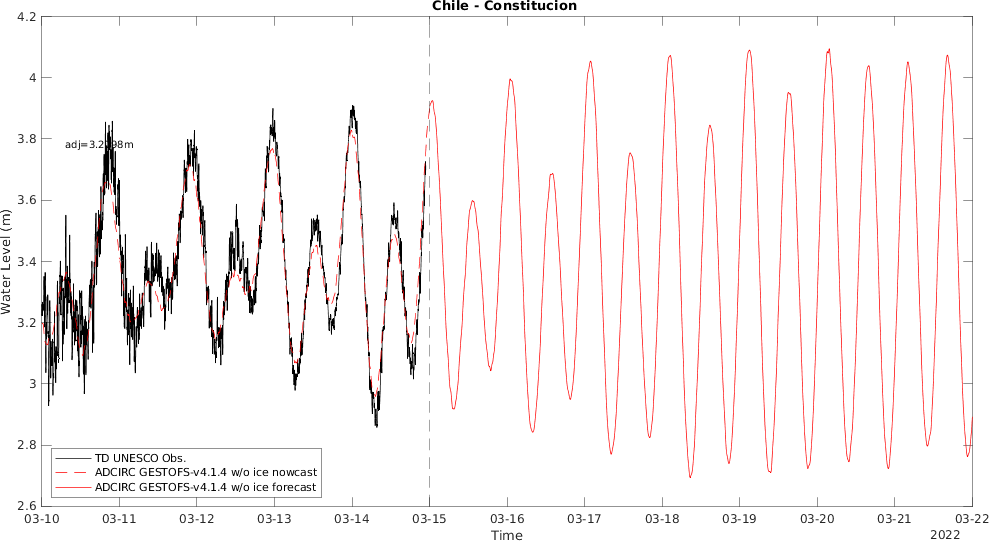 Chile - Constitucion
4.2
4
3.8
3.6
3.4
3.2
3
2.8
2.6
Water Level (m)
TD UNESCO Obs.
ADCIRC GESTOFS-v4.1.4 w/o ice nowcast
ADCIRC GESTOFS-v4.1.4 w/o ice forecast
03-10 03-11 03-12 03-13 03-14 03-15 03-16 03-17 03-18 03-19 03-20 03-21 03-22
Time
2022